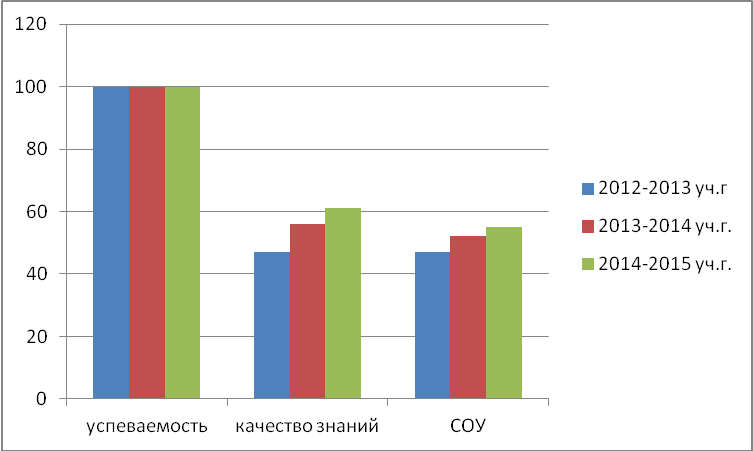 120
100
80
60
40
20
0
успеваемость
качество знаний
СОУ
2012-2013 уч.г
2013-2014 уч.г.
2014-2015 уч.г.